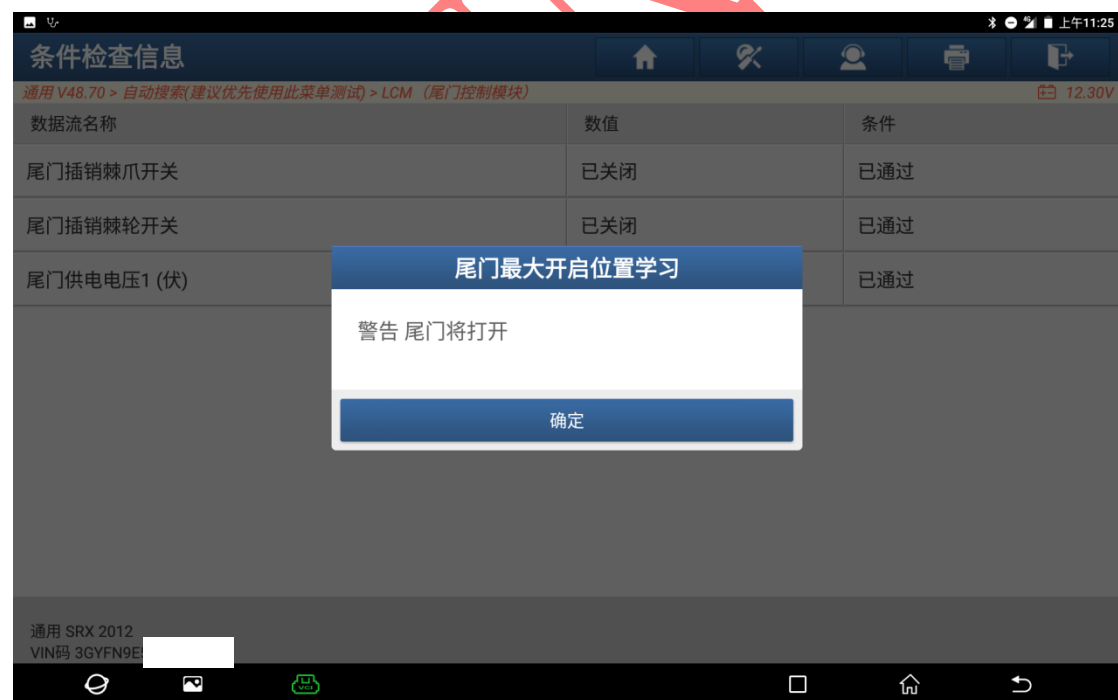 上午11:25
条件检查信息
通用 V48.70 > 自动搜索(建议优先使用此菜单测试) > LCM（尾门控制模块）
12.30V
数据流名称 数值 条件
尾门插销棘爪开关 已关闭 已通过
尾门插销棘轮开关 已关闭 已通过
尾门供电电压1 (伏) 已通过
尾门最大开启位置学习
警告 尾门将打开
确定
通用 SRX 2012
VIN码 3GYFN9E
VCI